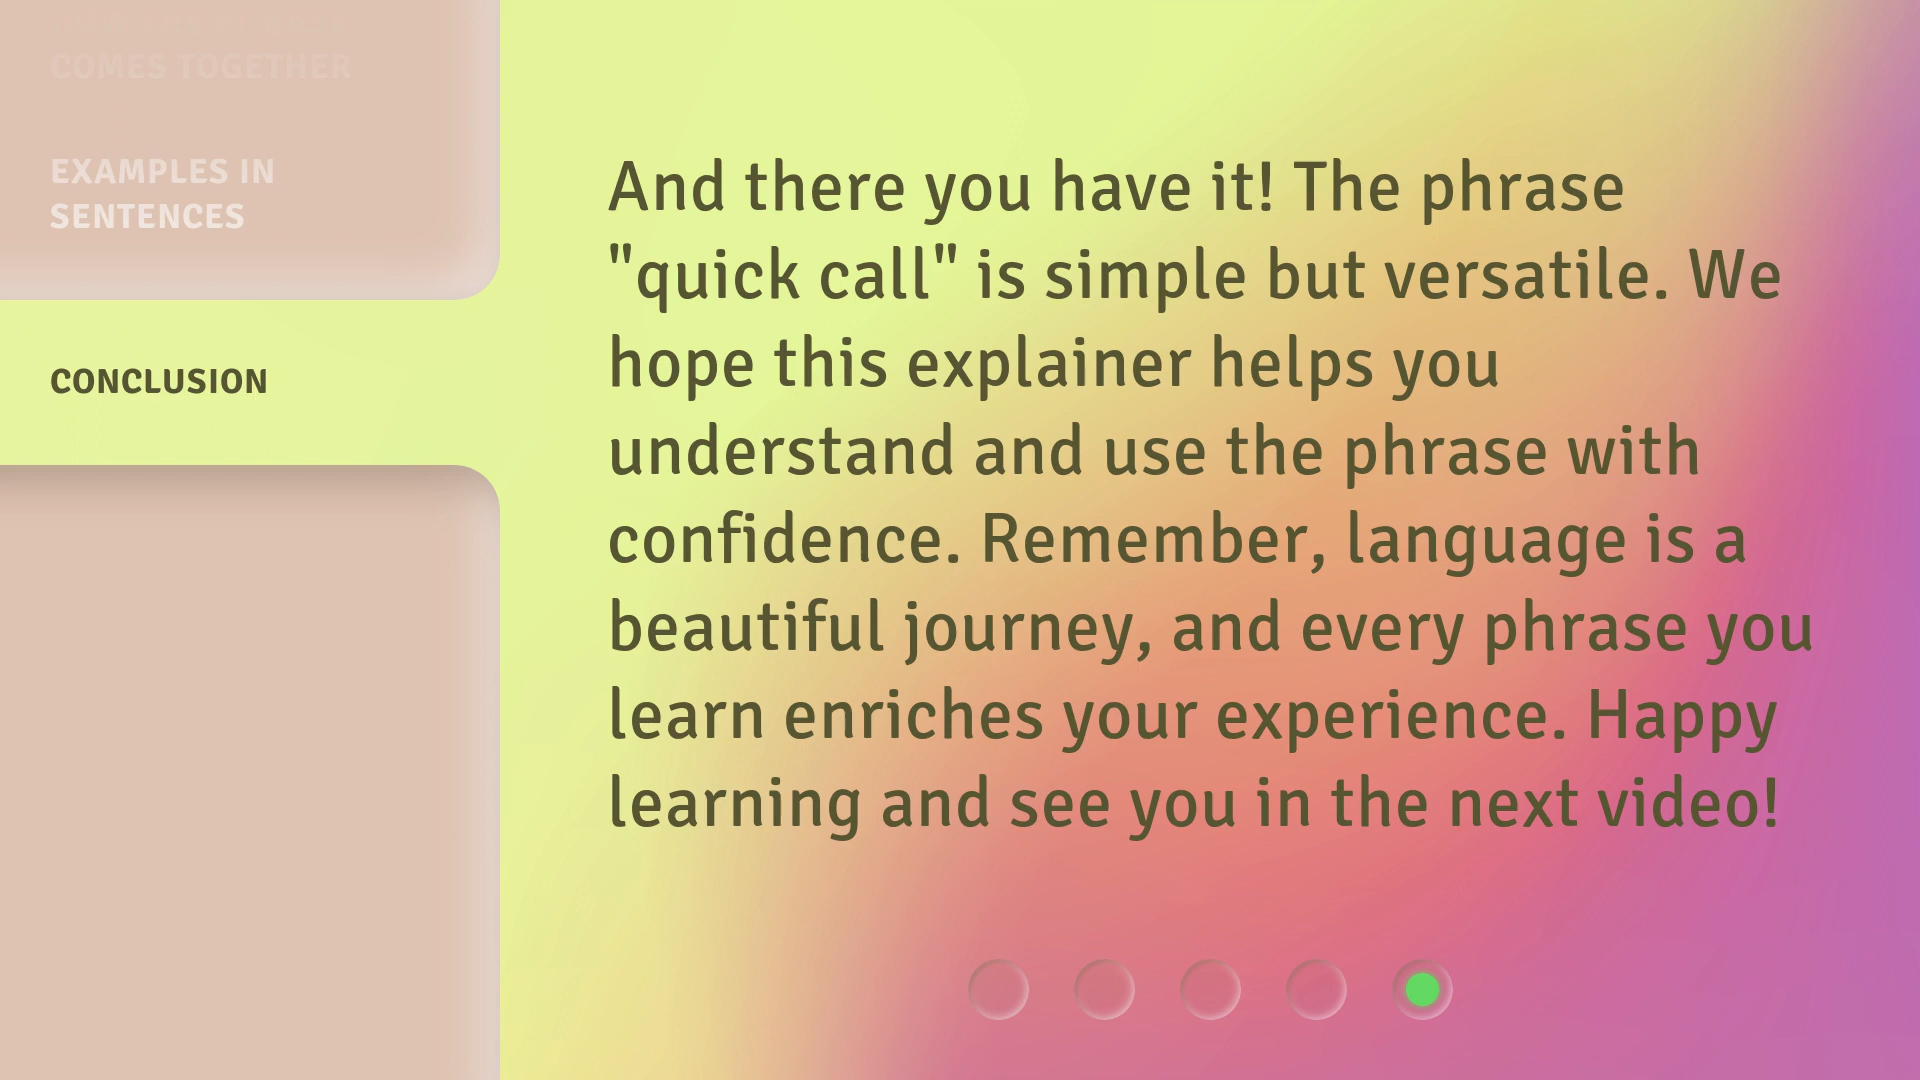 COMES TOGETHER
EXAMPLES IN
SENTENCES
CONCLUSION
And there you have it! The phrase
"quick call" is simple but versatile. We
hope this explainer helps you
understand and use the phrase with
confidence. Remember, language is a
beautiful journey, and every phrase you
learn enriches your experience. Happy
learning and see you in the next video!